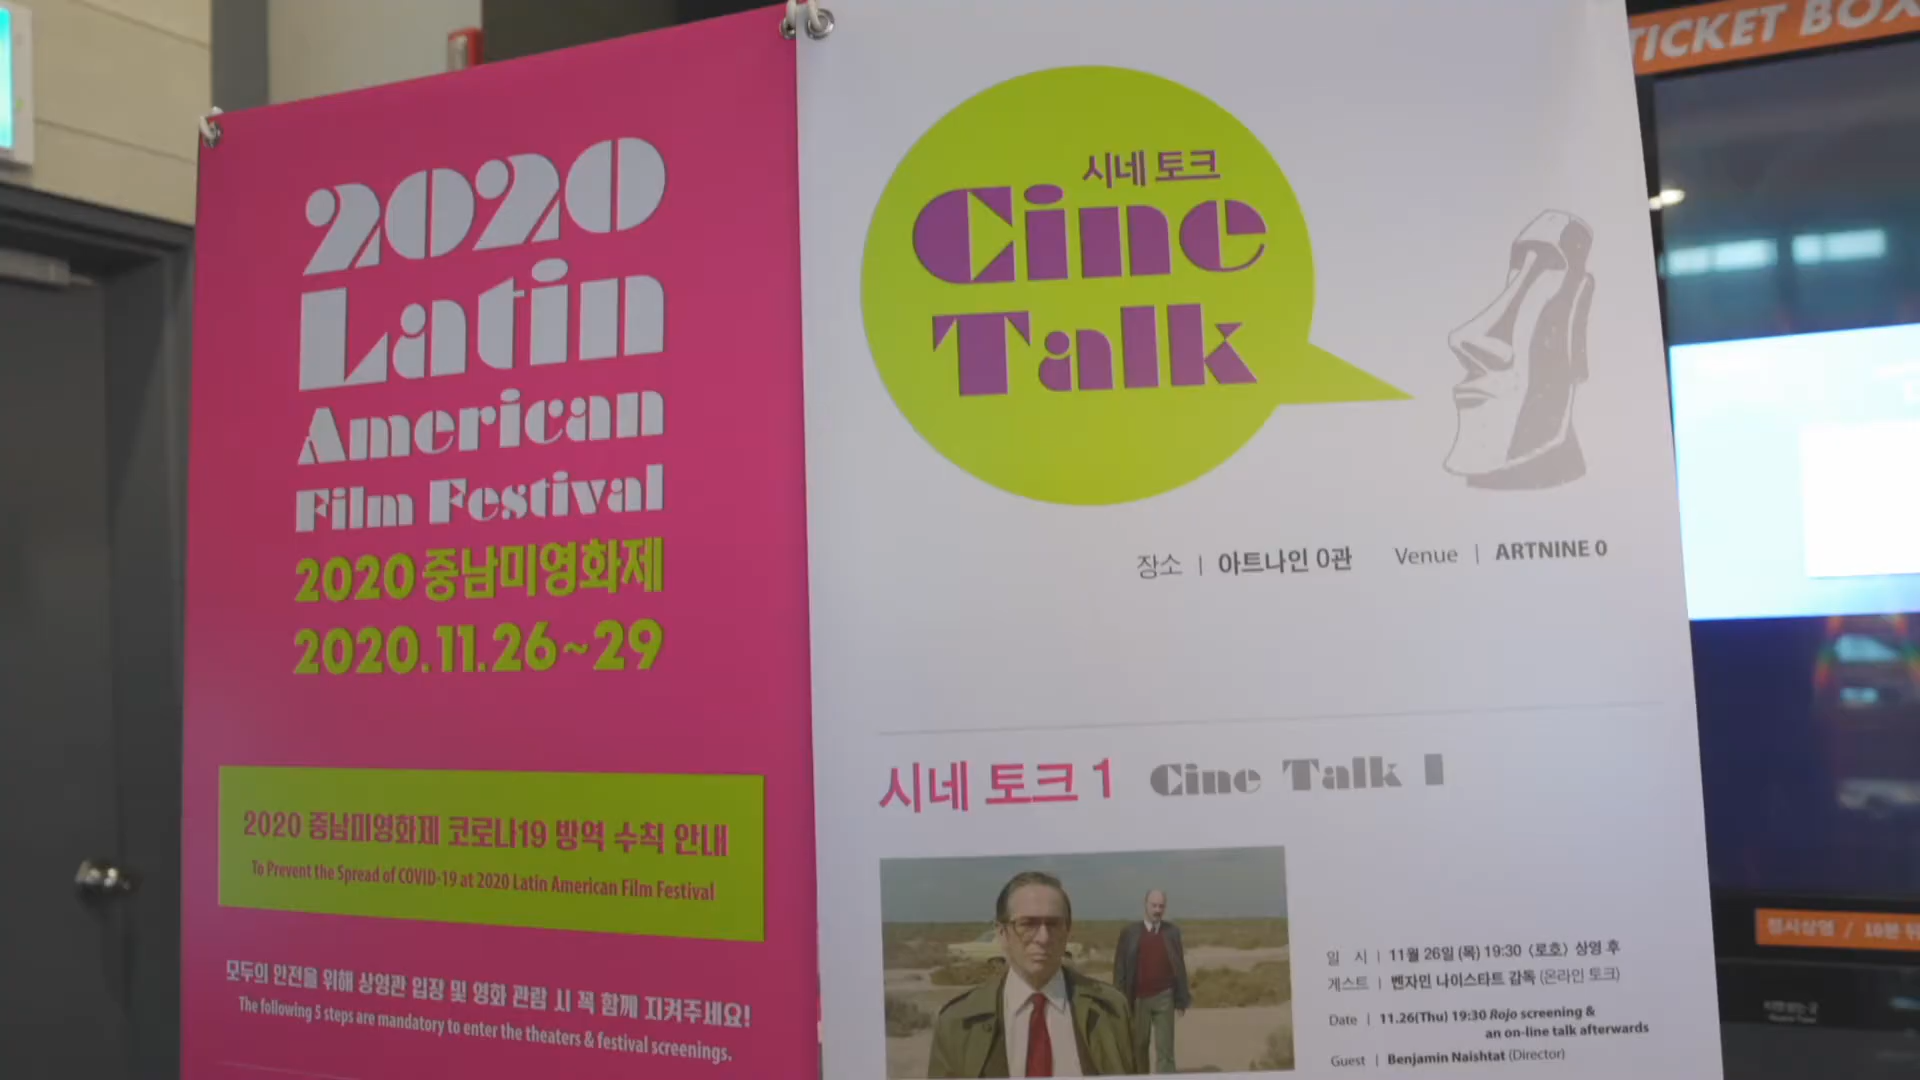 2020
Latin
American
Film Festival
2020 중남미영화제
2020.11.26~29
2020 중남미영화제 코로나19 방역 수칙 안내
To Prevent the Spread of COVID-19 at 2020 Latin American Film Festival
모두의 안전을 위해 상영관 입장 및 영화 관람 시 꼭 함께 지켜주세요!
The following 5 steps are mandatory to enter the theaters & festival screenings.
시네 토크
Cine
Talk
장소 | 아트나인 0관 Venue | ARTNINE 0
시네 토크 1 Cine Talk I
일 시 | 11월 26일 (목) 19:30 <로호> 상영 후
게스트 | 벤자민 나이스타트 감독 (온라인 토크)
Date | 11.26(Thu) 19:30 Rojo screening &
an on-line talk afterwards
Guest | Benjamin Naishtat (Director)
TICKET BOX
정시상영 / 10분